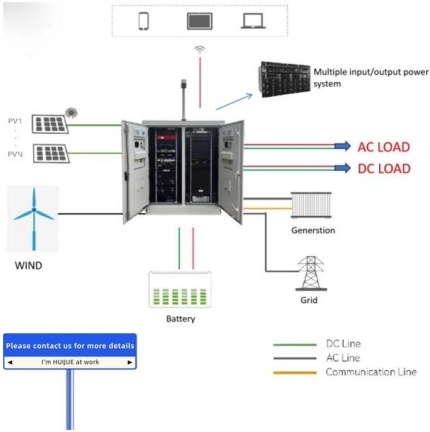 Multiple input/output power
system
PV1
PVN
AC LOAD
DC LOAD
WIND
Generstion
Grid
Battery
Please contact us for more details
I'm HUIJUE at work
DC Line
AC Line
Communication Line